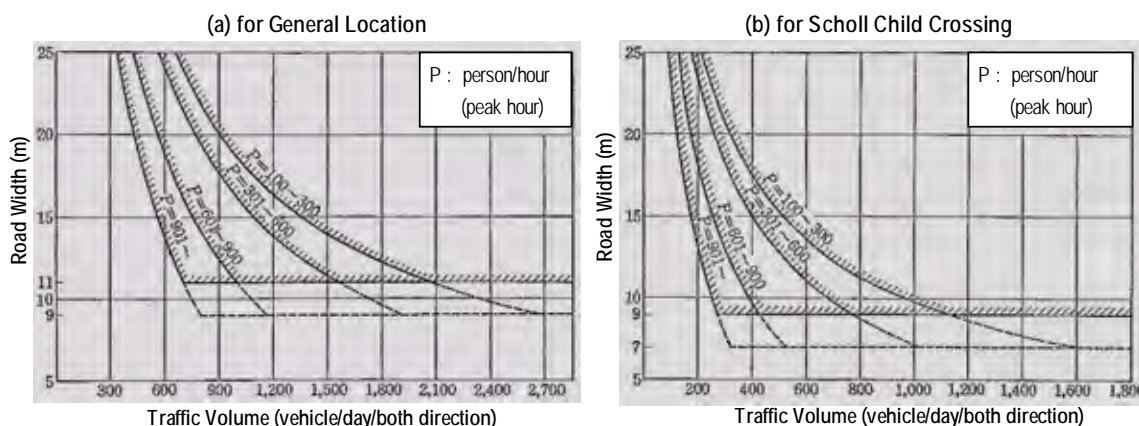 (a) for General Location
25
20
15
11
10
9
5
Road Width (m)
P : person/hour
(peak hour)
P=100-300
P=301-600
P=601-900
P=901-
300 600 900 1,200 1,500 1,800 2,100 2,400 2,700
Traffic Volume (vehicle/day/both direction)
(b) for Scholl Child Crossing
25
20
15
10
9
7
5
Road Width (m)
P : person/hour
(peak hour)
P=100-300
P=301-600
P=601-900
P=901-
200 400 600 800 1,000 1,200 1,400 1,600 1,800
Traffic Volume (vehicle/day/both direction)